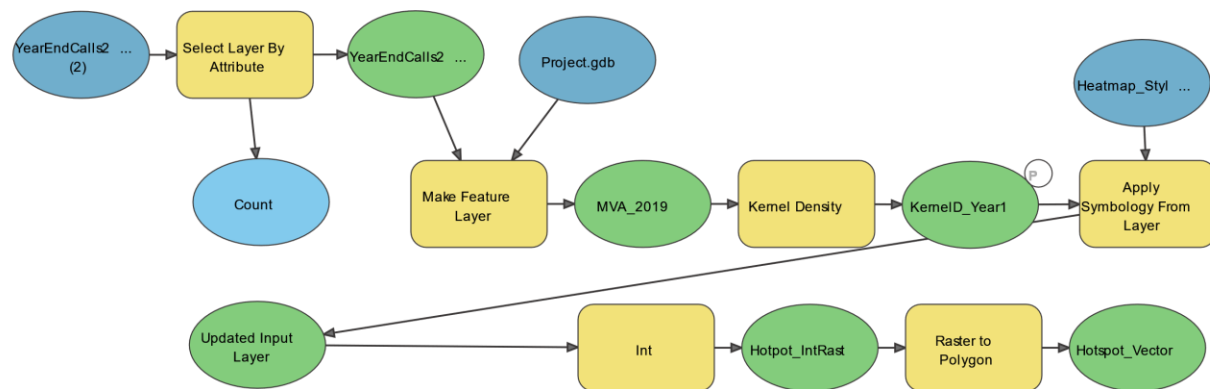 YearEndCalls2 ...
(2)
Select Layer By
Attribute
YearEndCalls2 ...
Project.gdb
Heatmap_Styl ...
Count
Make Feature
Layer
MVA_2019
Kernel Density
KernelD_Year1
P
Apply
Symbology From
Layer
Updated Input
Layer
Int
Hotpot_IntRast
Raster to
Polygon
Hotspot_Vector